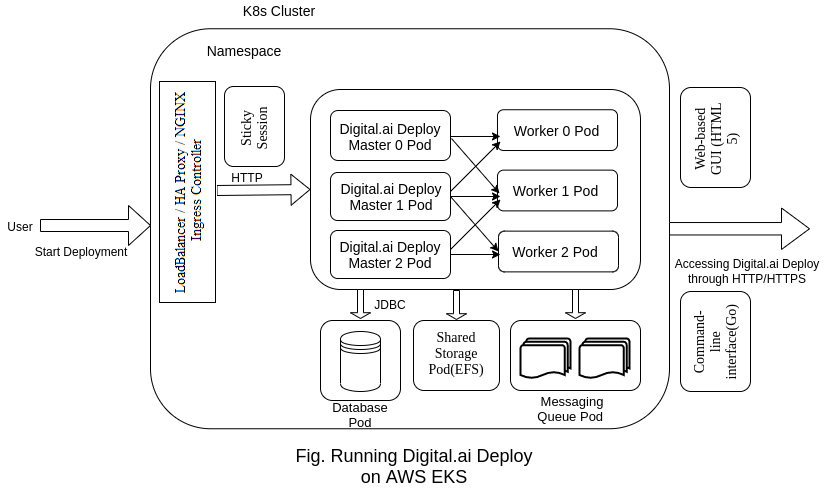 K8s Cluster
Namespace
User
Start Deployment
LoadBalancer / HA Proxy / NGINX
Ingress Controller
Sticky
Session
HTTP
Digital.ai Deploy
Master 0 Pod
Digital.ai Deploy
Master 1 Pod
Digital.ai Deploy
Master 2 Pod
Worker 0 Pod
Worker 1 Pod
Worker 2 Pod
JDBC
Database
Pod
Shared
Storage
Pod(EFS)
Messaging
Queue Pod
Web-based
GUI (HTML
5)
Accessing Digital.ai Deploy
through HTTP/HTTPS
Command-
line
interface(Go)
Fig. Running Digital.ai Deploy
on AWS EKS